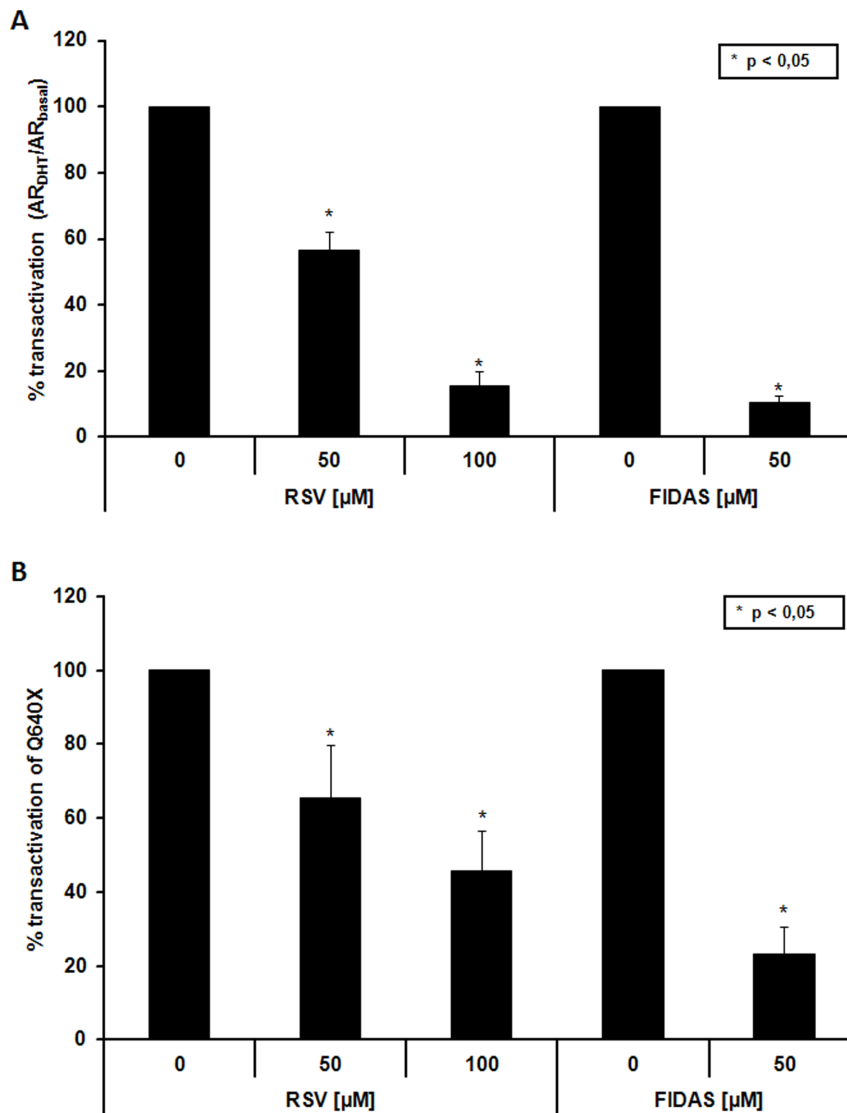 A
120
* p < 0,05
100
80
60
40
20
0
% transactivation (ARDHT/ARbasal)
*
*
*
0 50 100 0 50
RSV [µM] FIDAS [µM]
B
120
* p < 0,05
100
80
60
40
20
0
% transactivation of Q640X
*
*
*
0 50 100 0 50
RSV [µM] FIDAS [µM]